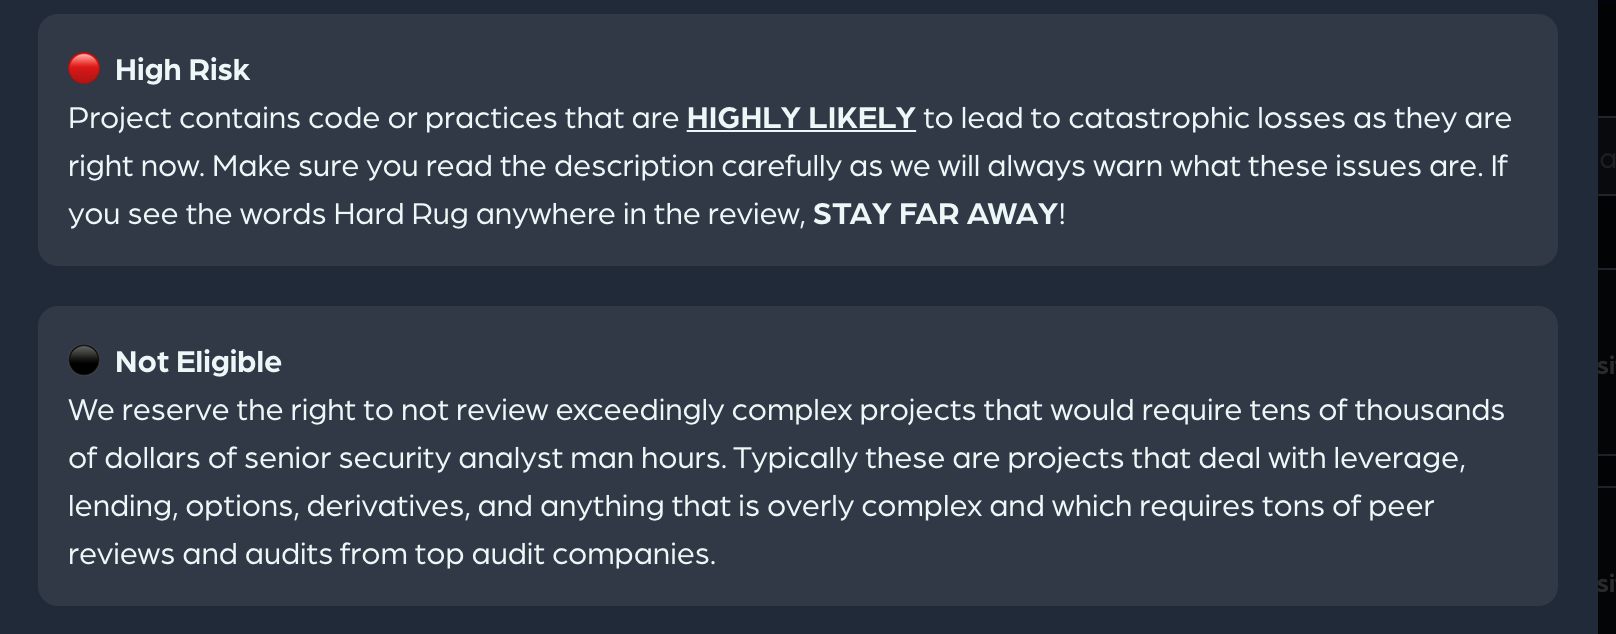 High Risk
Project contains code or practices that are HIGHLY LIKELY to lead to catastrophic losses as they are
right now. Make sure you read the description carefully as we will always warn what these issues are. If
you see the words Hard Rug anywhere in the review, STAY FAR AWAY!
Not Eligible
We reserve the right to not review exceedingly complex projects that would require tens of thousands
of dollars of senior security analyst man hours. Typically these are projects that deal with leverage,
lending, options, derivatives, and anything that is overly complex and which requires tons of peer
reviews and audits from top audit companies.